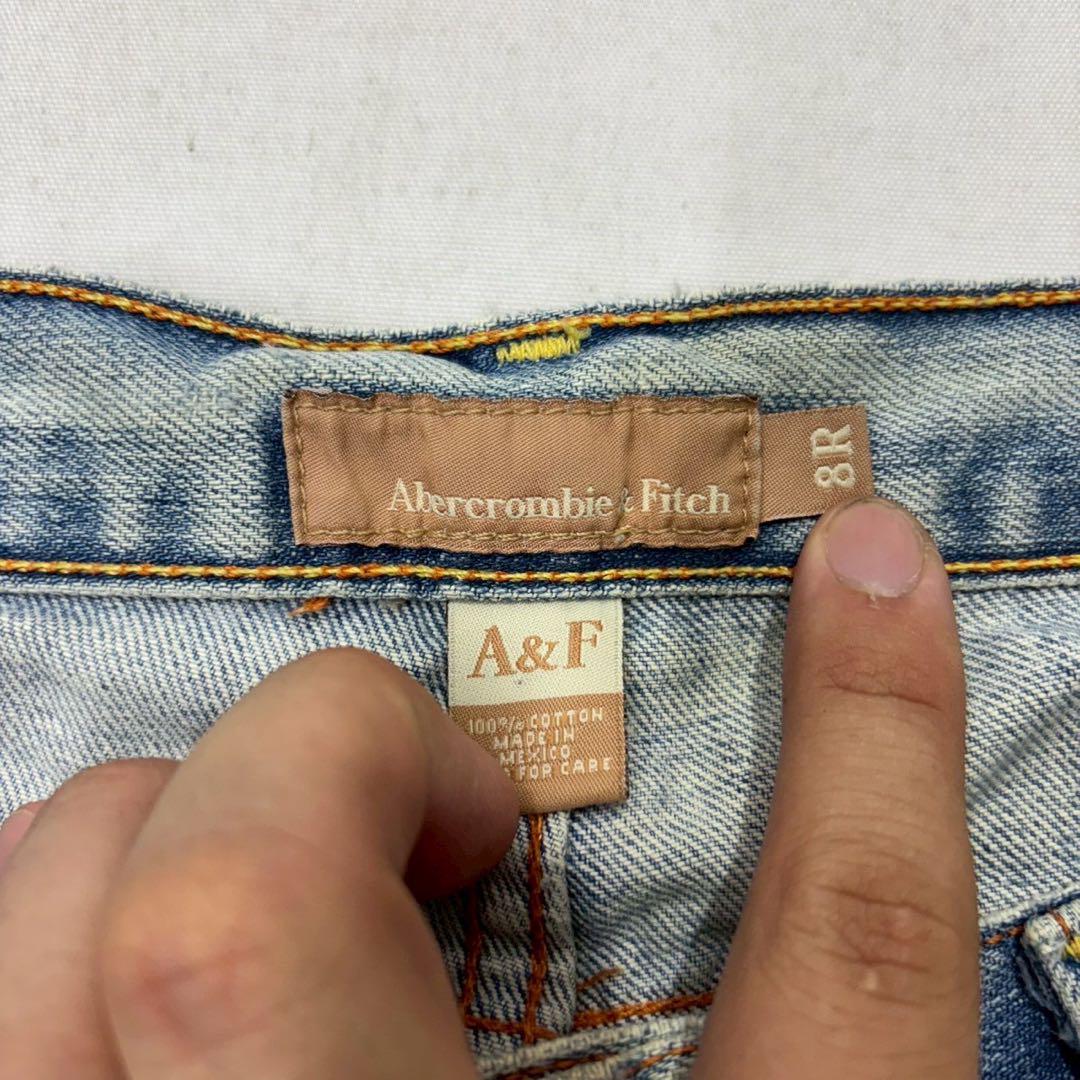 Abercrombie & Fitch
8R
A&F
100% COTTON
MADE IN
MEXICO
FOR CARE